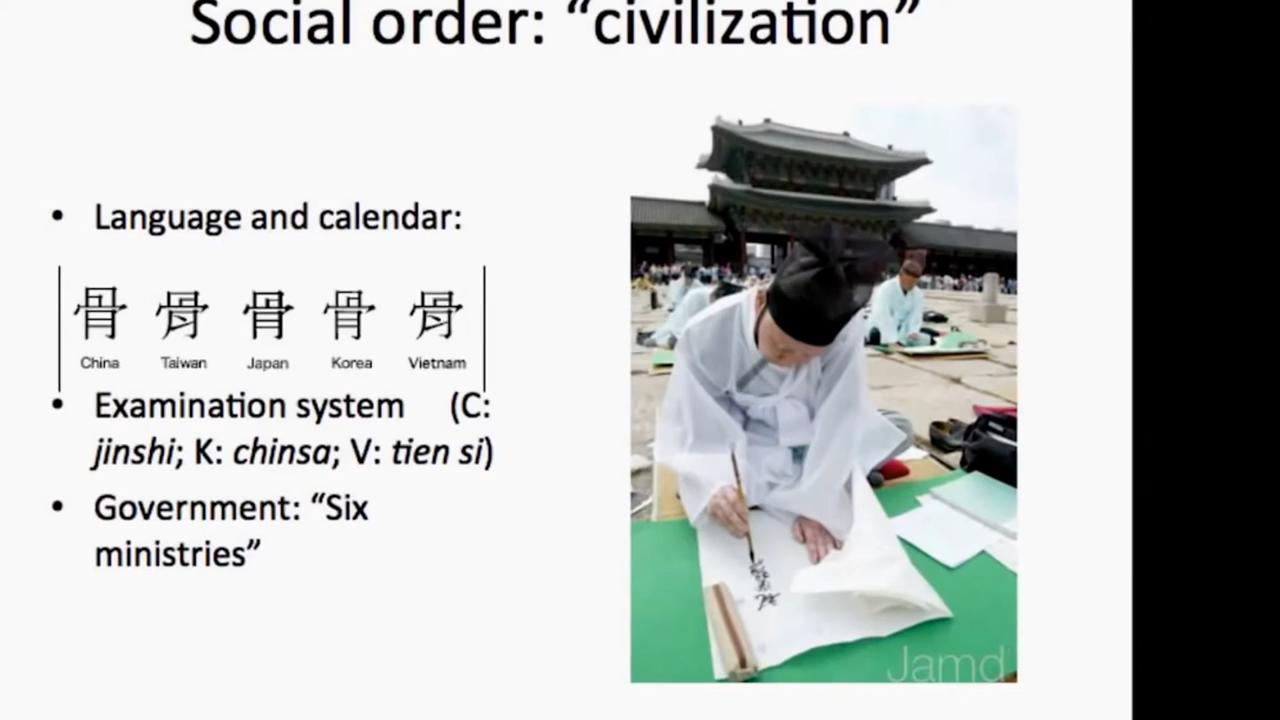 Social order: “civilization”
• Language and calendar:
骨 骨 骨 骨 骨
China Taiwan Japan Korea Vietnam
• Examination system (C:
jinshi; K: chinsa; V: tien si)
• Government: “Six
ministries”
Jamd